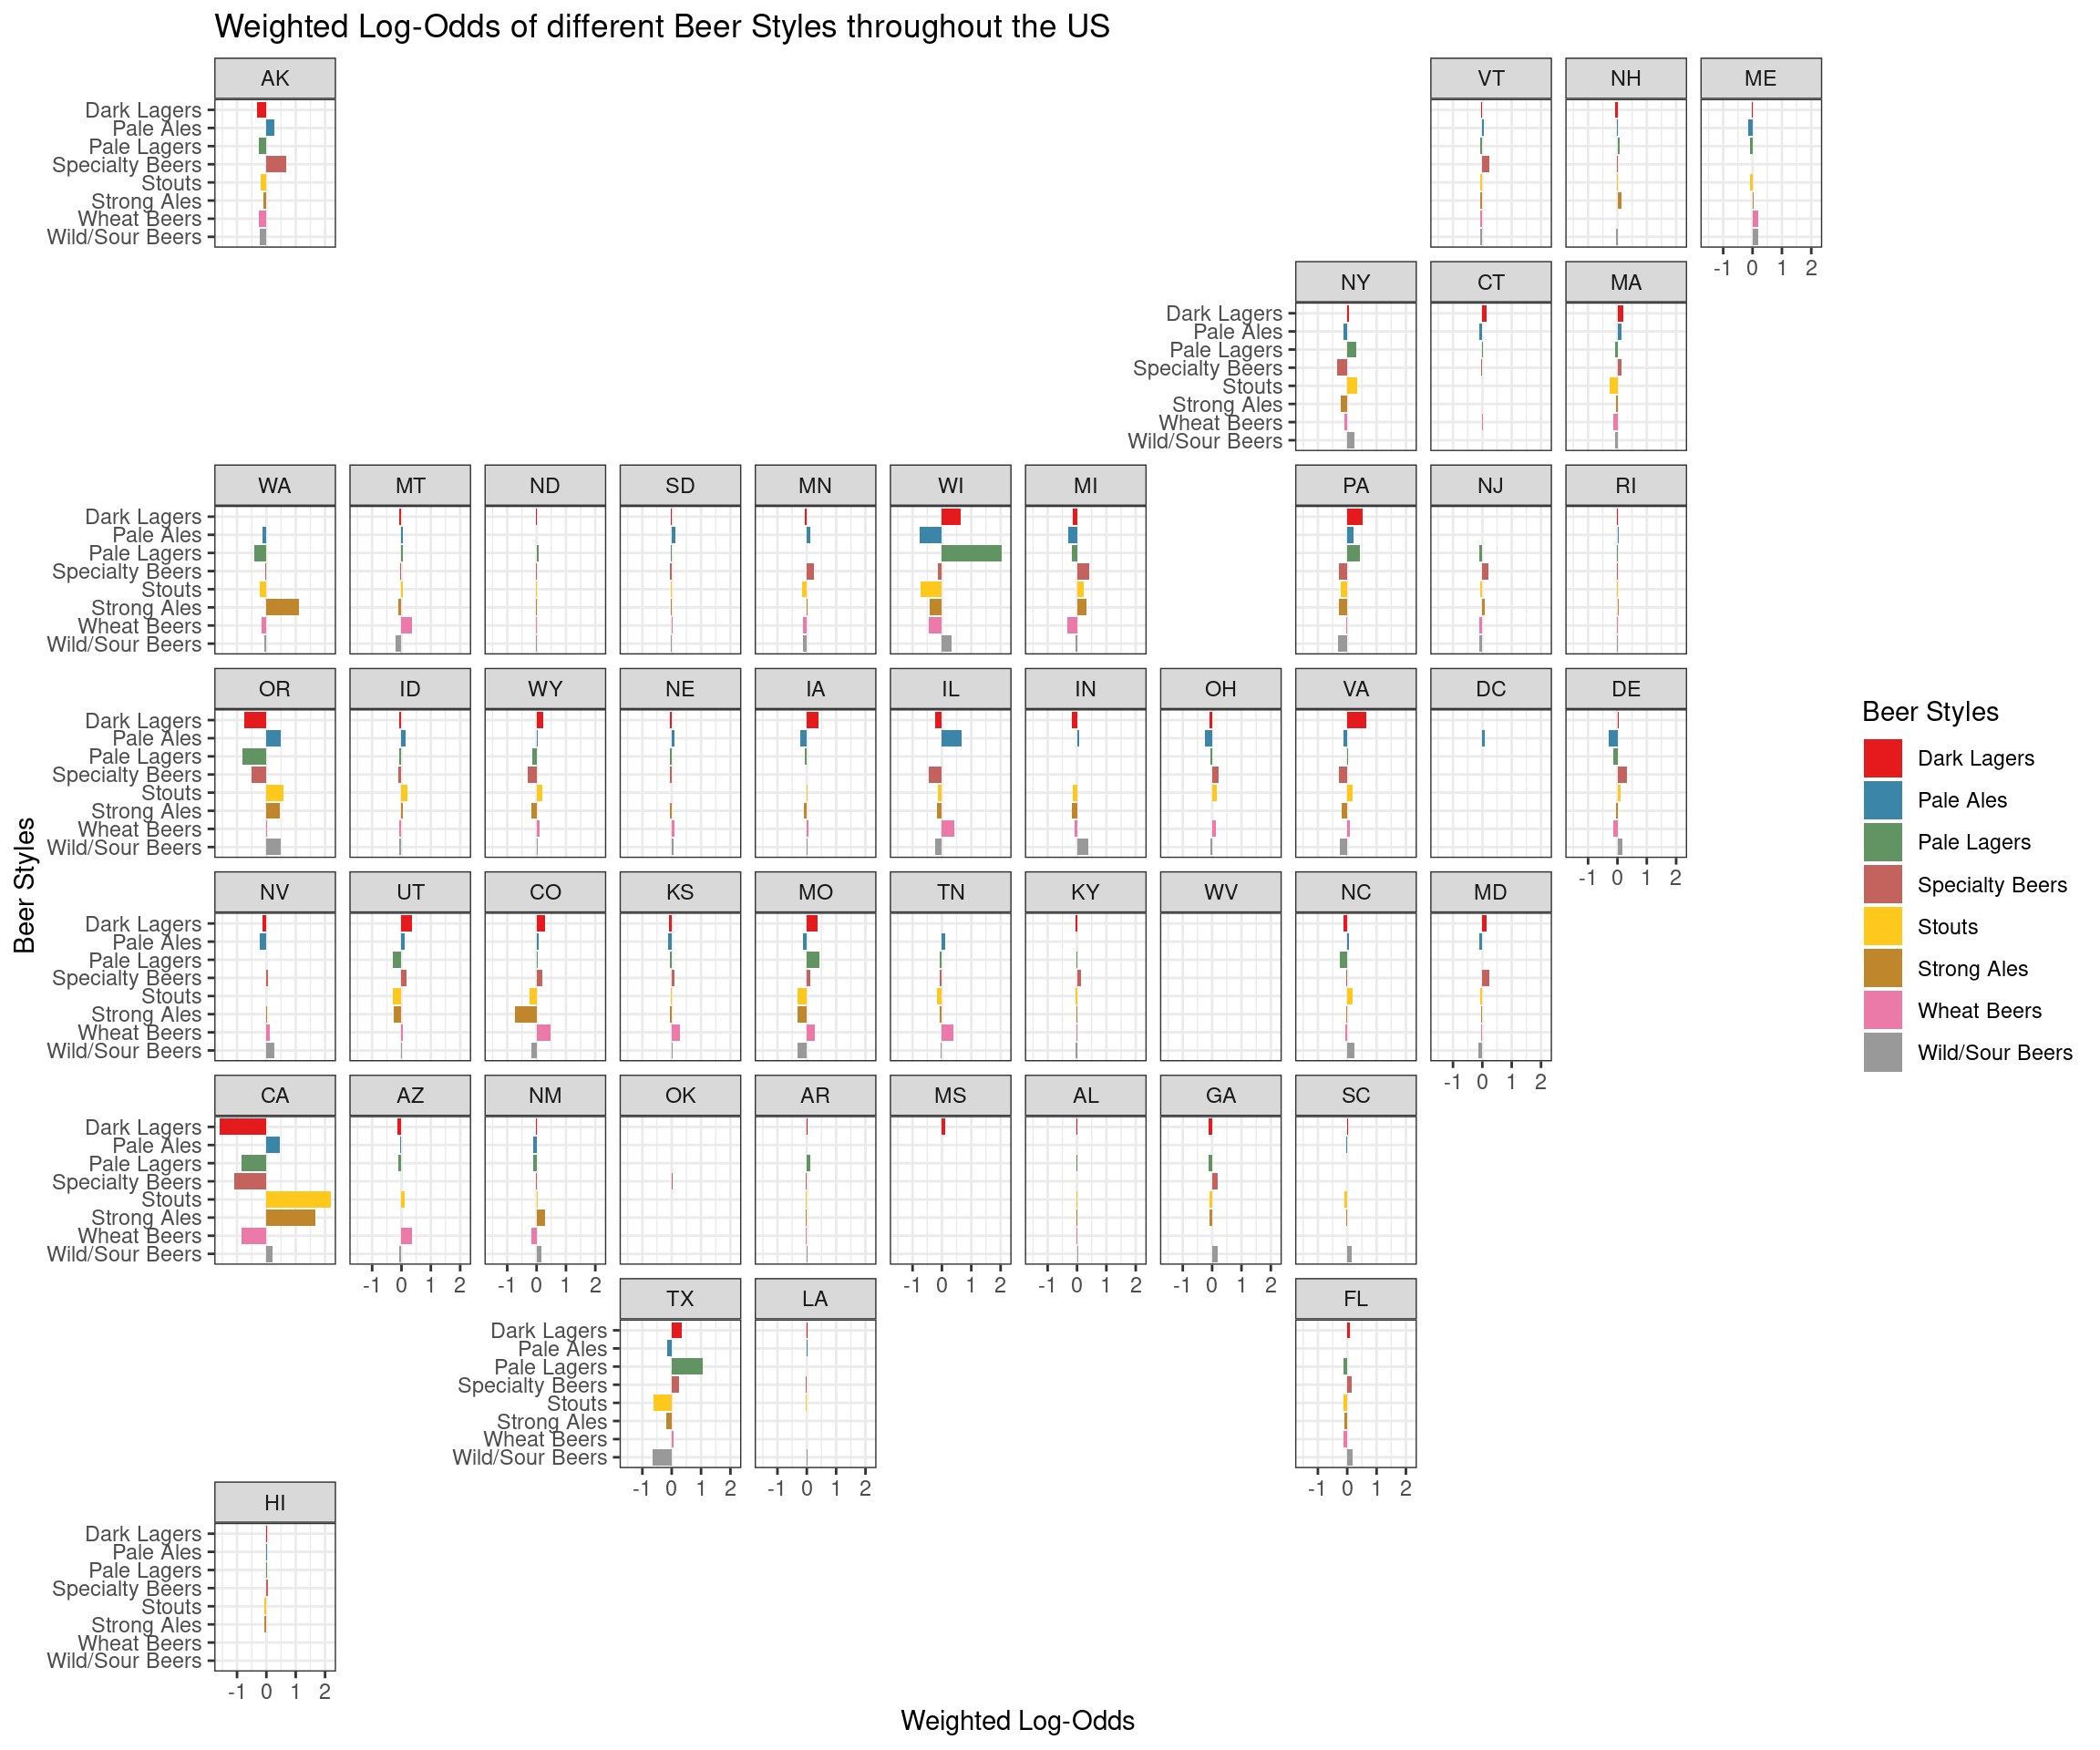 Weighted Log-Odds of different Beer Styles throughout the US
AK
VT
NH
ME
Dark Lagers
Pale Ales
Pale Lagers
Specialty Beers
Stouts
Strong Ales
Wheat Beers
Wild/Sour Beers
-1 0 1 2
NY
CT
MA
Dark Lagers
Pale Ales
Pale Lagers
Specialty Beers
Stouts
Strong Ales
Wheat Beers
Wild/Sour Beers
WA
MT
ND
SD
MN
WI
MI
PA
NJ
RI
Dark Lagers
Pale Ales
Pale Lagers
Specialty Beers
Stouts
Strong Ales
Wheat Beers
Wild/Sour Beers
OR
ID
WY
NE
IA
IL
IN
OH
VA
DC
DE
Dark Lagers
Pale Ales
Pale Lagers
Specialty Beers
Stouts
Strong Ales
Wheat Beers
Wild/Sour Beers
-1 0 1 2
NV
UT
CO
KS
MO
TN
KY
WV
NC
MD
Dark Lagers
Pale Ales
Pale Lagers
Specialty Beers
Stouts
Strong Ales
Wheat Beers
Wild/Sour Beers
-1 0 1 2
CA
AZ
NM
OK
AR
MS
AL
GA
SC
Dark Lagers
Pale Ales
Pale Lagers
Specialty Beers
Stouts
Strong Ales
Wheat Beers
Wild/Sour Beers
-1 0 1 2
-1 0 1 2
-1 0 1 2
-1 0 1 2
-1 0 1 2
TX
LA
FL
Dark Lagers
Pale Ales
Pale Lagers
Specialty Beers
Stouts
Strong Ales
Wheat Beers
Wild/Sour Beers
-1 0 1 2
-1 0 1 2
-1 0 1 2
HI
Dark Lagers
Pale Ales
Pale Lagers
Specialty Beers
Stouts
Strong Ales
Wheat Beers
Wild/Sour Beers
-1 0 1 2
Weighted Log-Odds
Beer Styles
Beer Styles
Dark Lagers
Pale Ales
Pale Lagers
Specialty Beers
Stouts
Strong Ales
Wheat Beers
Wild/Sour Beers